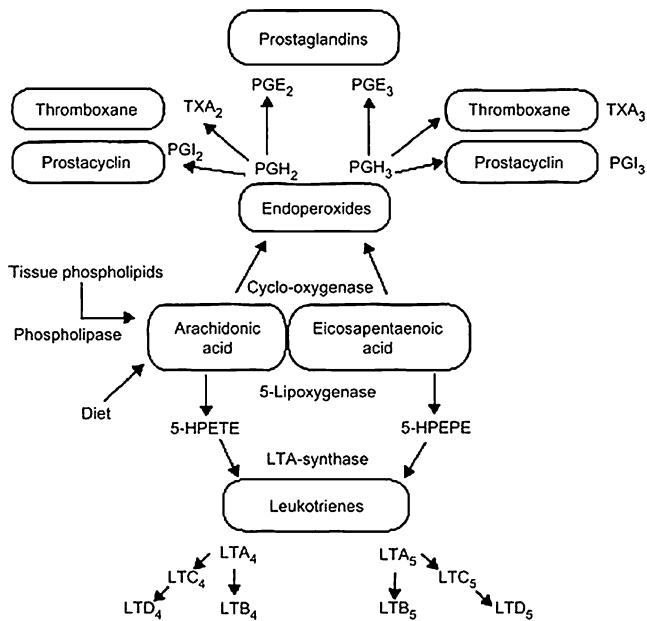 Prostaglandins
PGE2 PGE3
Thromboxane TXA2 Thromboxane TXA3
Prostacyclin PGI2 PGH2 PGH3 Prostacyclin PGI3
Endoperoxides
Tissue phospholipids Cyclo-oxygenase
Phospholipase
Arachidonic
acid
Eicosapentaenoic
acid
Diet
5-Lipoxygenase
5-HPETE 5-HPEPE
LTA-synthase
Leukotrienes
LTA4 LTA5
LTC4 LTC5
LTD4 LTB4 LTB5 LTD5